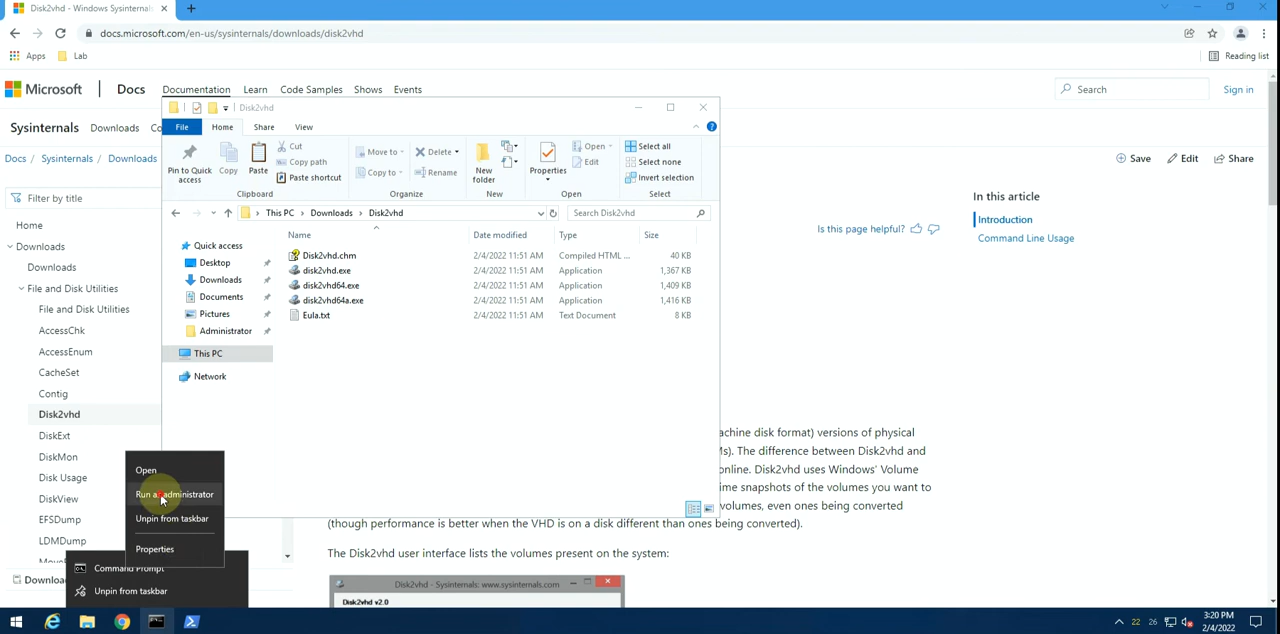 Disk2vhd - Windows Sysinternals
docs.microsoft.com/en-us/sysinternals/downloads/disk2vhd
Apps
Lab
Reading list
Microsoft
Docs
Documentation
Learn
Code Samples
Shows
Events
Search
Sign in
Sysinternals
Downloads
Docs / Sysinternals / Downloads
Save
Edit
Share
Filter by title
Home
Downloads
Downloads
File and Disk Utilities
File and Disk Utilities
AccessChk
AccessEnum
CacheSet
Contig
Disk2vhd
DiskExt
DiskMon
Disk Usage
DiskView
EFSDump
LDMDump
Disk2vhd
File
Home
Share
View
Pin to Quick access
Copy
Paste
Cut
Copy path
Paste shortcut
Clipboard
Move to
Copy to
Delete
Rename
Organize
New folder
New
Properties
Open
Edit
Open
Select all
Select none
Invert selection
Select
This PC > Downloads > Disk2vhd
Search Disk2vhd
Quick access
Desktop
Downloads
Documents
Pictures
Administrator
This PC
Network
Name Date modified Type Size
Disk2vhd.chm 2/4/2022 11:51 AM Compiled HTML ... 40 KB
disk2vhd.exe 2/4/2022 11:51 AM Application 1,367 KB
disk2vhd64.exe 2/4/2022 11:51 AM Application 1,409 KB
disk2vhd64a.exe 2/4/2022 11:51 AM Application 1,416 KB
Eula.txt 2/4/2022 11:51 AM Text Document 8 KB
Is this page helpful?
In this article
Introduction
Command Line Usage
achine disk format) versions of physical
Ms). The difference between Disk2vhd and
online. Disk2vhd uses Windows' Volume
ime snapshots of the volumes you want to
volumes, even ones being converted
(though performance is better when the VHD is on a disk different than ones being converted).
The Disk2vhd user interface lists the volumes present on the system:
Disk2vhd - Sysinternals: www.sysinternals.com
Disk2vhd v2.0
Open
Run as administrator
Unpin from taskbar
Properties
Command Prompt
Unpin from taskbar
22
26
3:20 PM
2/4/2022